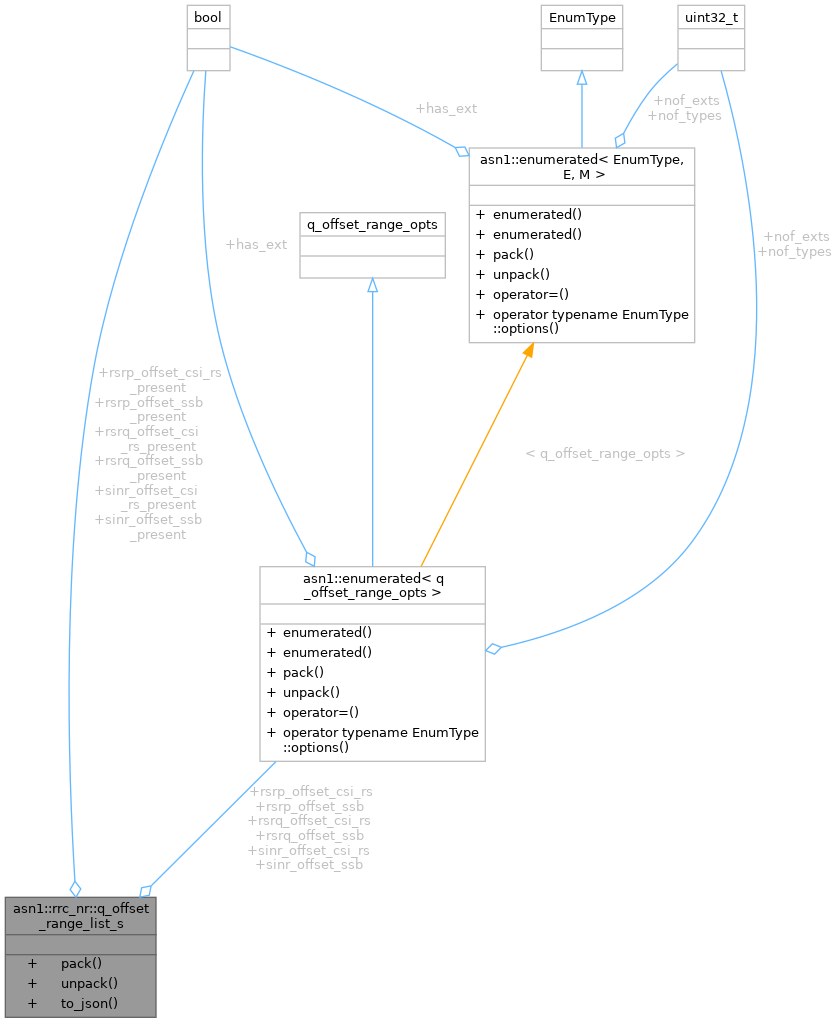 bool
EnumType
uint32_t
+has_ext
+nof_exts
+nof_types
asn1::enumerated< EnumType,
E, M >
+ enumerated()
+ enumerated()
+ pack()
+ unpack()
+ operator=()
+ operator typename EnumType
::options()
q_offset_range_opts
+has_ext
+nof_exts
+nof_types
+rsrp_offset_csi_rs
_present
+rsrp_offset_ssb
_present
+rsrq_offset_csi
_rs_present
+rsrq_offset_ssb
_present
+sinr_offset_csi
_rs_present
+sinr_offset_ssb
_present
< q_offset_range_opts >
asn1::enumerated< q
_offset_range_opts >
+ enumerated()
+ enumerated()
+ pack()
+ unpack()
+ operator=()
+ operator typename EnumType
::options()
+rsrp_offset_csi_rs
+rsrp_offset_ssb
+rsrq_offset_csi_rs
+rsrq_offset_ssb
+sinr_offset_csi_rs
+sinr_offset_ssb
asn1::rrc_nr::q_offset
_range_list_s
+ pack()
+ unpack()
+ to_json()